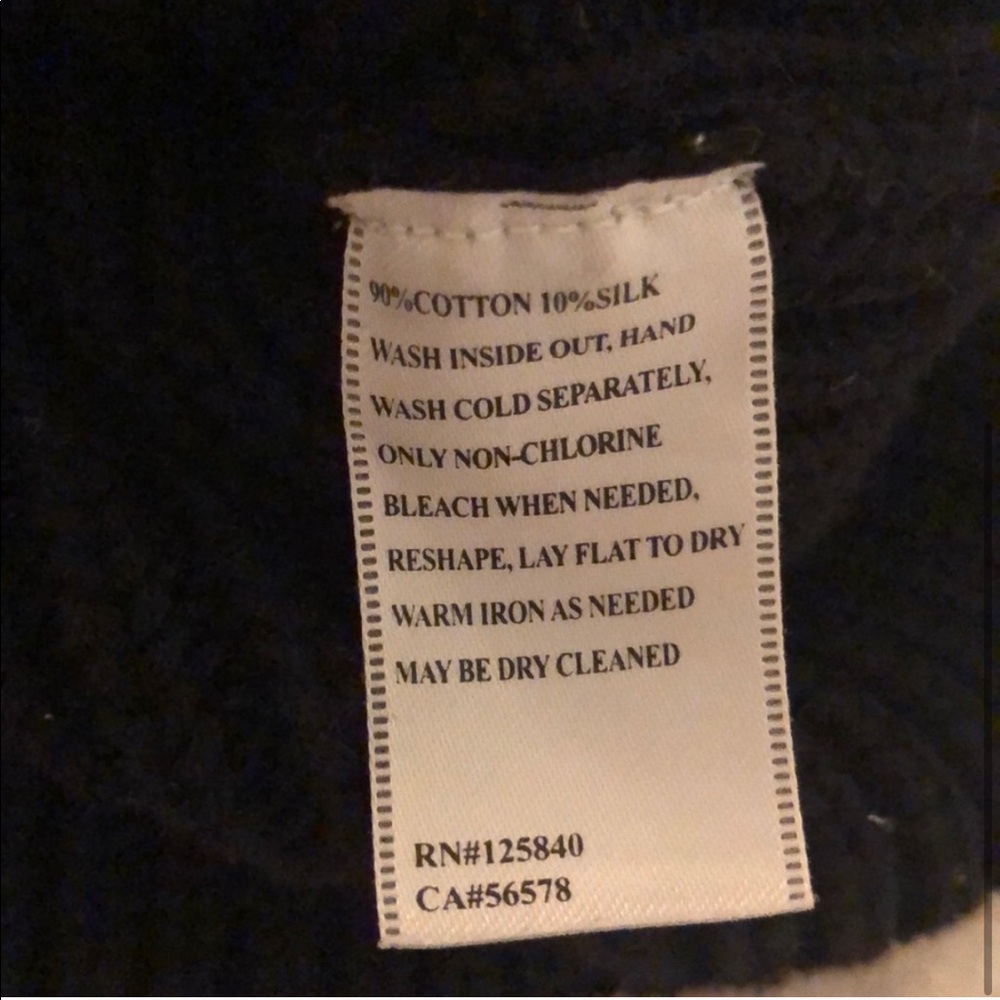 90%COTTON 10%SILK
WASH INSIDE OUT, HAND
WASH COLD SEPARATELY,
ONLY NON-CHLORINE
BLEACH WHEN NEEDED,
RESHAPE, LAY FLAT TO DRY
WARM IRON AS NEEDED
MAY BE DRY CLEANED
RN#125840
CA#56578